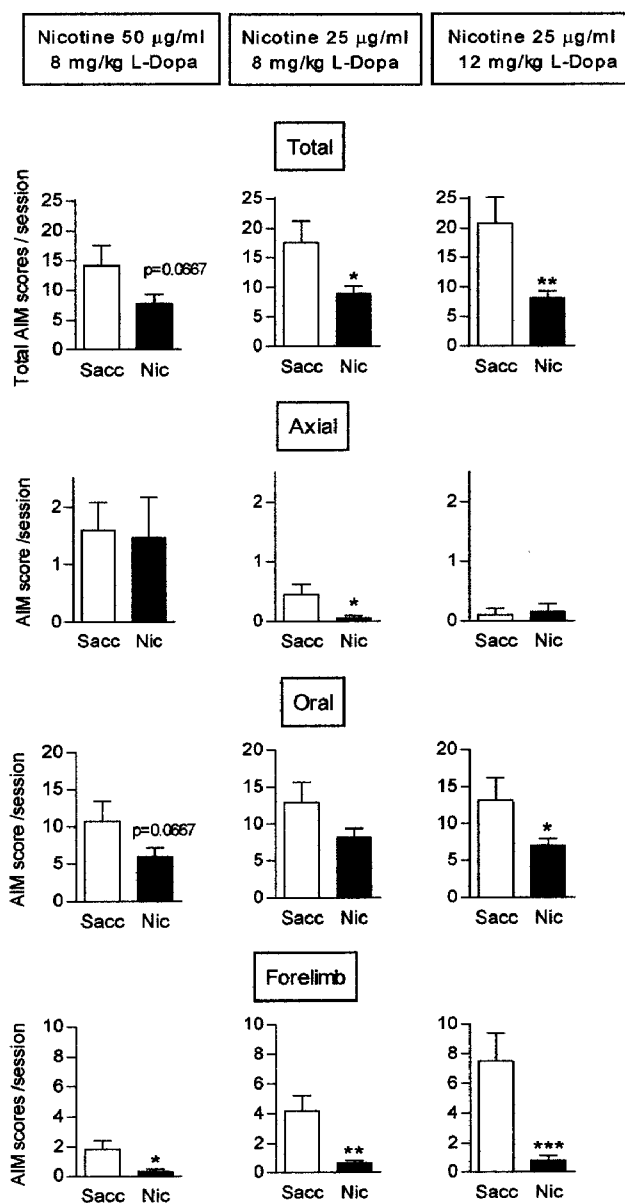 Nicotine 50 µg/ml
8 mg/kg L-Dopa
Nicotine 25 µg/ml
8 mg/kg L-Dopa
Nicotine 25 µg/ml
12 mg/kg L-Dopa
Total
Total AIM scores / session
25
20
15
10
5
0
p=0.0667
Sacc Nic
25
20
15
10
5
0
*
Sacc Nic
25
20
15
10
5
0
**
Sacc Nic
Axial
AIM score /session
2
1
0
Sacc Nic
2
1
0
*
Sacc Nic
2
1
0
Sacc Nic
Oral
AIM score /session
20
15
10
5
0
p=0.0667
Sacc Nic
20
15
10
5
0
Sacc Nic
20
15
10
5
0
*
Sacc Nic
Forelimb
AIM scores /session
10
8
6
4
2
0
*
Sacc Nic
10
8
6
4
2
0
**
Sacc Nic
10
8
6
4
2
0
***
Sacc Nic